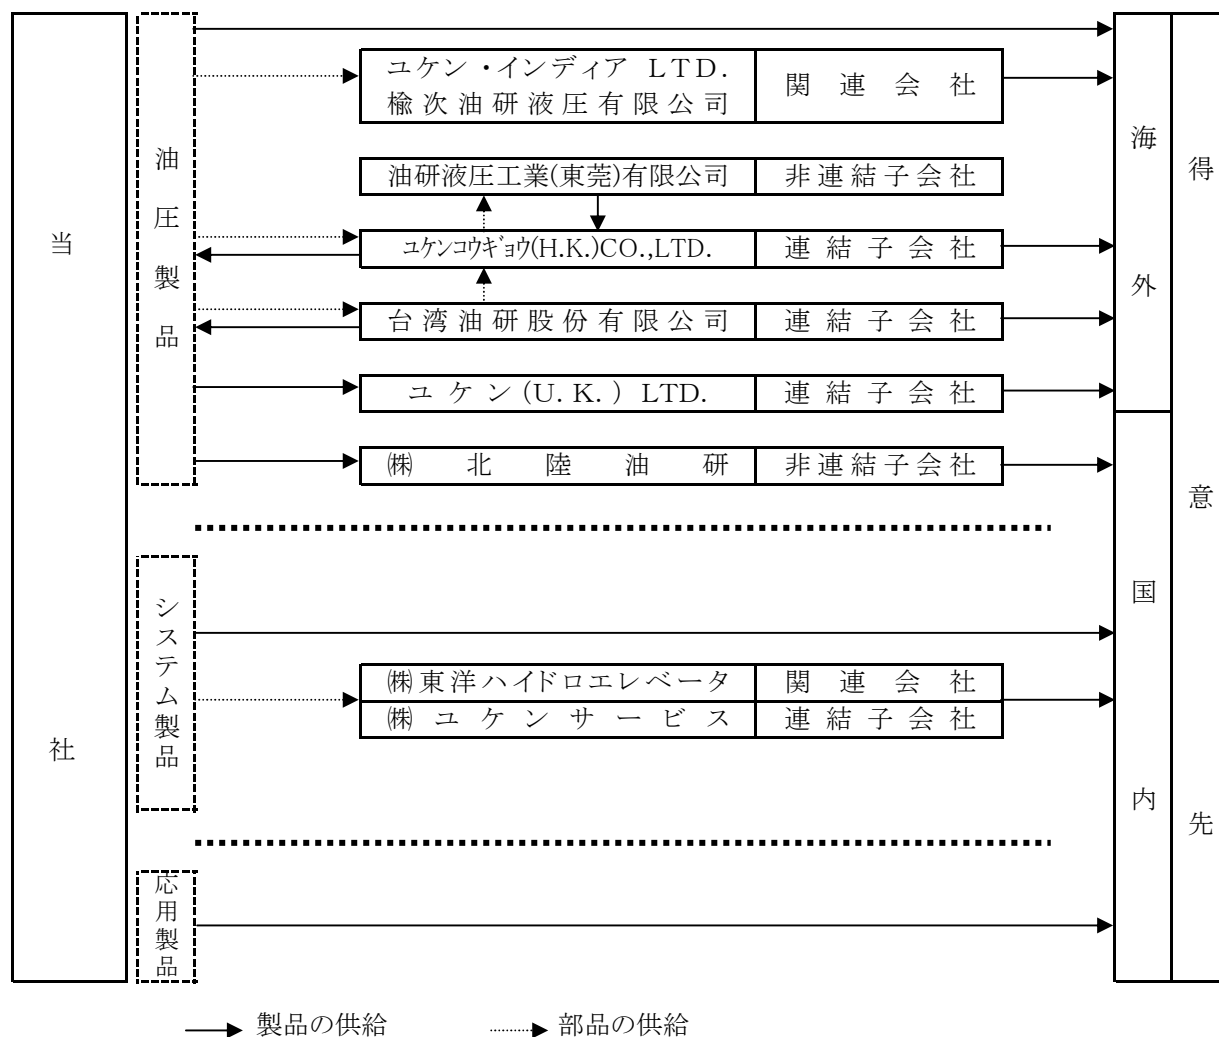 当社
油圧製品
ユケン・インディア LTD.
楡次油研液圧有限公司
関連会社
油研液圧工業(東莞)有限公司
非連結子会社
ユケンコウギョウ(H.K.)CO.,LTD.
連結子会社
台湾油研股份有限公司
連結子会社
ユケン(U.K.) LTD.
連結子会社
㈱北陸油研
非連結子会社
システム製品
㈱東洋ハイドロエレベータ
関連会社
㈱ユケンサービス
連結子会社
応用製品
海外
国内
得意先
製品の供給
部品の供給